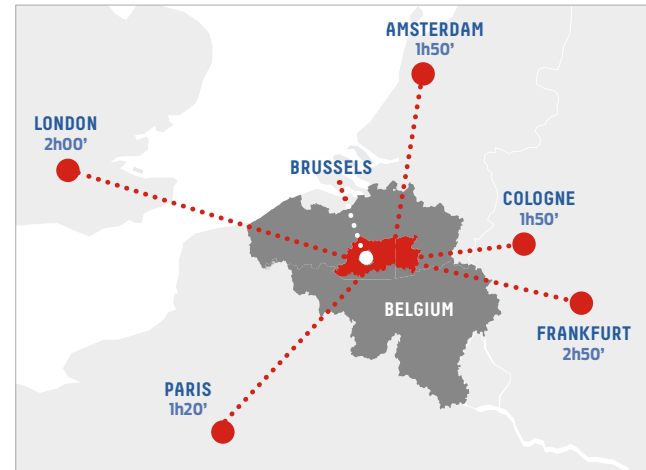 AMSTERDAM
1h50’
LONDON
2h00’
BRUSSELS
COLOGNE
1h50’
BELGIUM
FRANKFURT
2h50’
PARIS
1h20’